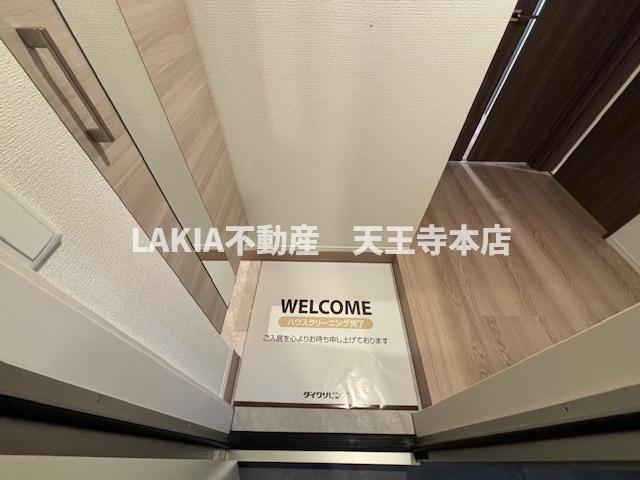 LAKIA不動産　天王寺本店
WELCOME
ハウスクリーニング完了
ご入居を心よりお待ち申し上げております
ダイワリビング